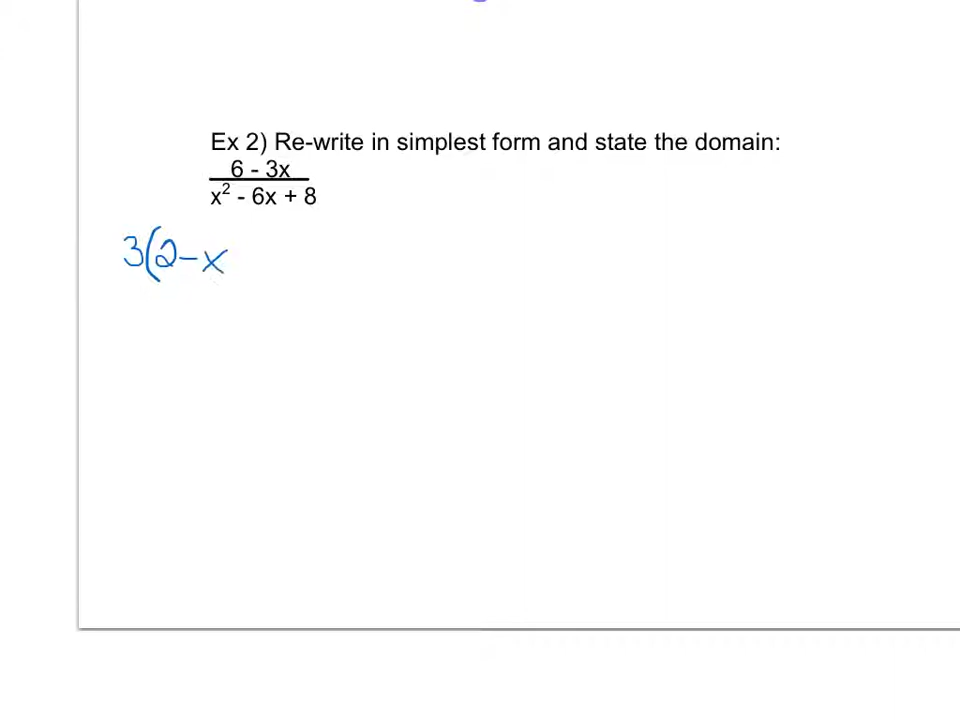 Ex 2) Re-write in simplest form and state the domain:
6 - 3x
x² - 6x + 8
3(2-x